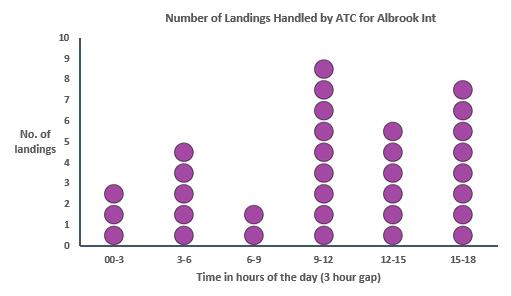 Number of Landings Handled by ATC for Albrook Int
10
9
8
7
6
5
4
3
2
1
0
No. of
landings
00-3 3-6 6-9 9-12 12-15 15-18
Time in hours of the day (3 hour gap)